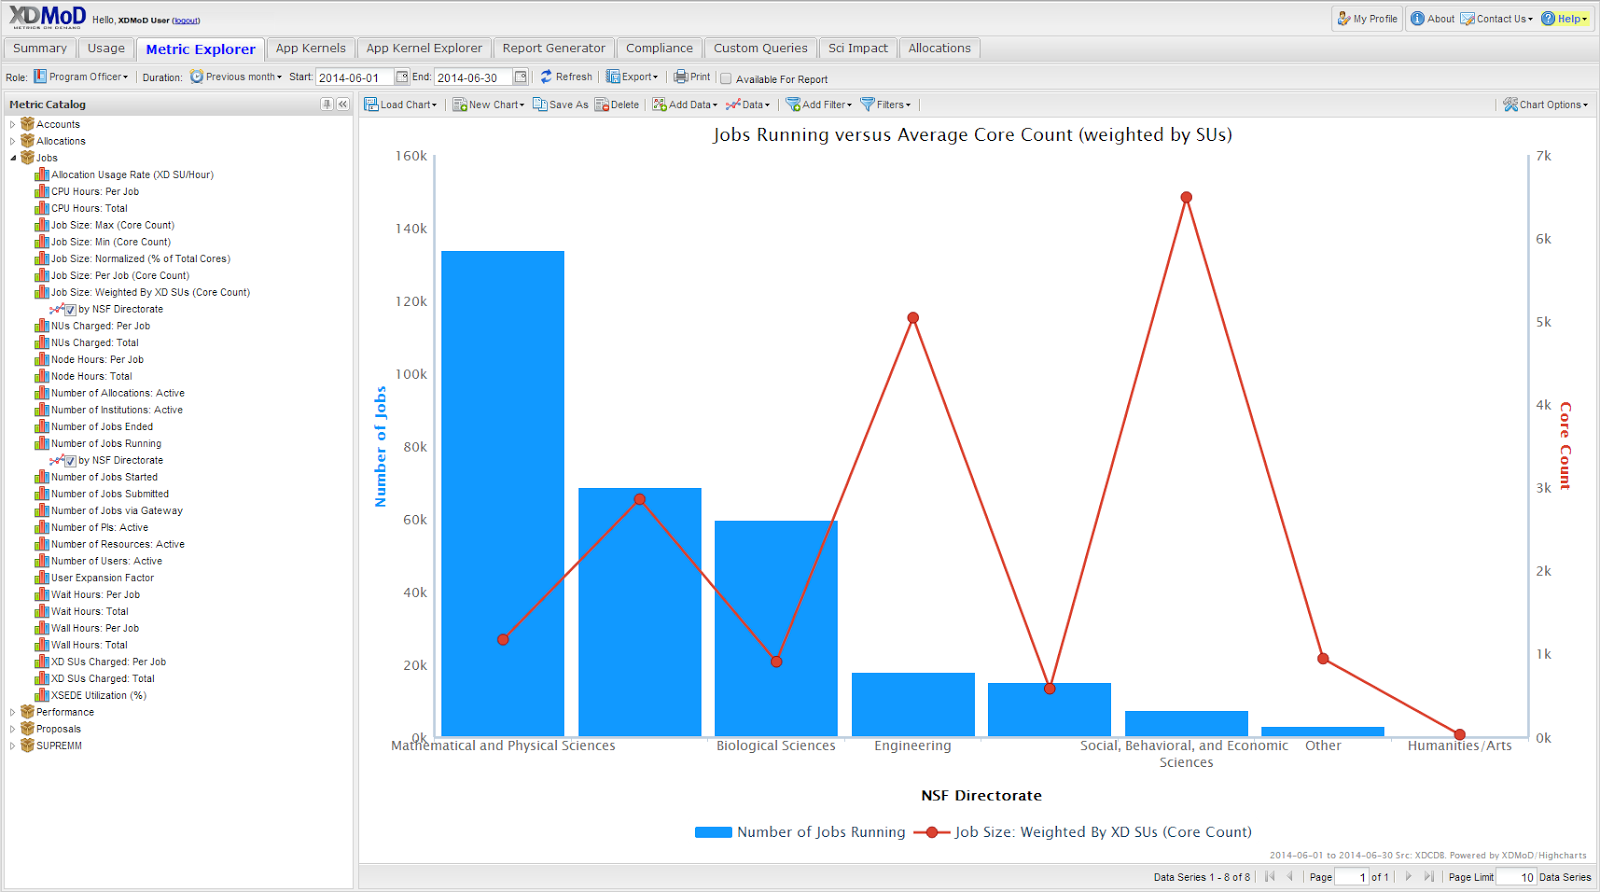 XDMoD
METRICS ON DEMAND
Hello, XDMoD User (logout)
My Profile
About
Contact Us
Help
Summary
Usage
Metric Explorer
App Kernels
App Kernel Explorer
Report Generator
Compliance
Custom Queries
Sci Impact
Allocations
Role: Program Officer
Duration: Previous month
Start: 2014-06-01
End: 2014-06-30
Refresh
Export
Print
Available For Report
Metric Catalog
Accounts
Allocations
Jobs
Allocation Usage Rate (XD SU/Hour)
CPU Hours: Per Job
CPU Hours: Total
Job Size: Max (Core Count)
Job Size: Min (Core Count)
Job Size: Normalized (% of Total Cores)
Job Size: Per Job (Core Count)
Job Size: Weighted By XD SUs (Core Count)
by NSF Directorate
NUs Charged: Per Job
NUs Charged: Total
Node Hours: Per Job
Node Hours: Total
Number of Allocations: Active
Number of Institutions: Active
Number of Jobs Ended
Number of Jobs Running
by NSF Directorate
Number of Jobs Started
Number of Jobs Submitted
Number of Jobs via Gateway
Number of PIs: Active
Number of Resources: Active
Number of Users: Active
User Expansion Factor
Wait Hours: Per Job
Wait Hours: Total
Wall Hours: Per Job
Wall Hours: Total
XD SUs Charged: Per Job
XD SUs Charged: Total
XSEDE Utilization (%)
Performance
Proposals
SUPREMM
Load Chart
New Chart
Save As
Delete
Add Data
Data
Add Filter
Filters
Chart Options
Jobs Running versus Average Core Count (weighted by SUs)
160k
140k
120k
100k
80k
60k
40k
20k
0k
Number of Jobs
7k
6k
5k
4k
3k
2k
1k
0k
Core Count
Mathematical and Physical Sciences
Biological Sciences
Engineering
Social, Behavioral, and Economic
Sciences
Other
Humanities/Arts
NSF Directorate
Number of Jobs Running
Job Size: Weighted By XD SUs (Core Count)
2014-06-01 to 2014-06-30 Src: XDCDB. Powered by XDMoD/Highcharts
Data Series 1 - 8 of 8
Page 1 of 1
Page Limit 10 Data Series